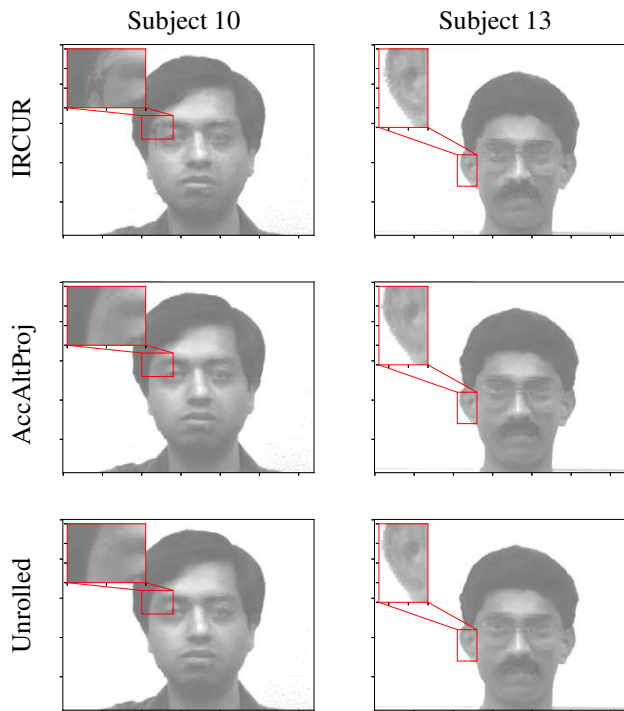 Subject 10
Subject 13
IRCUR
AccAltProj
Unrolled